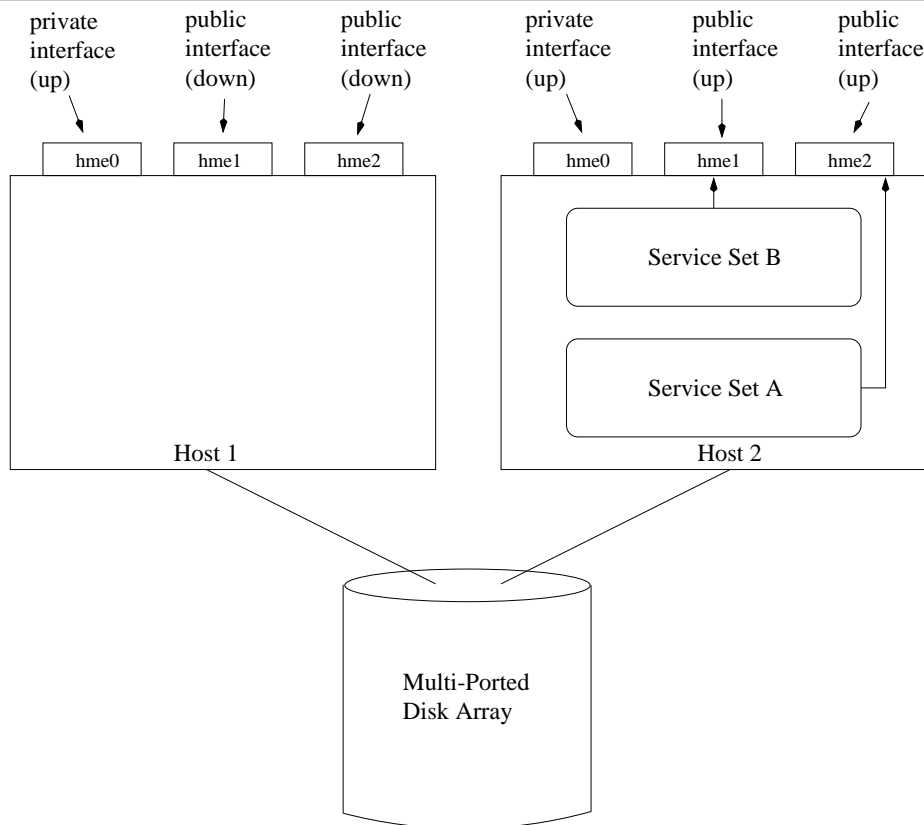 private
interface
(up)
public
interface
(down)
public
interface
(down)
private
interface
(up)
public
interface
(up)
public
interface
(up)
hme0
hme1
hme2
hme0
hme1
hme2
Service Set B
Service Set A
Host 1
Host 2
Multi-Ported
Disk Array